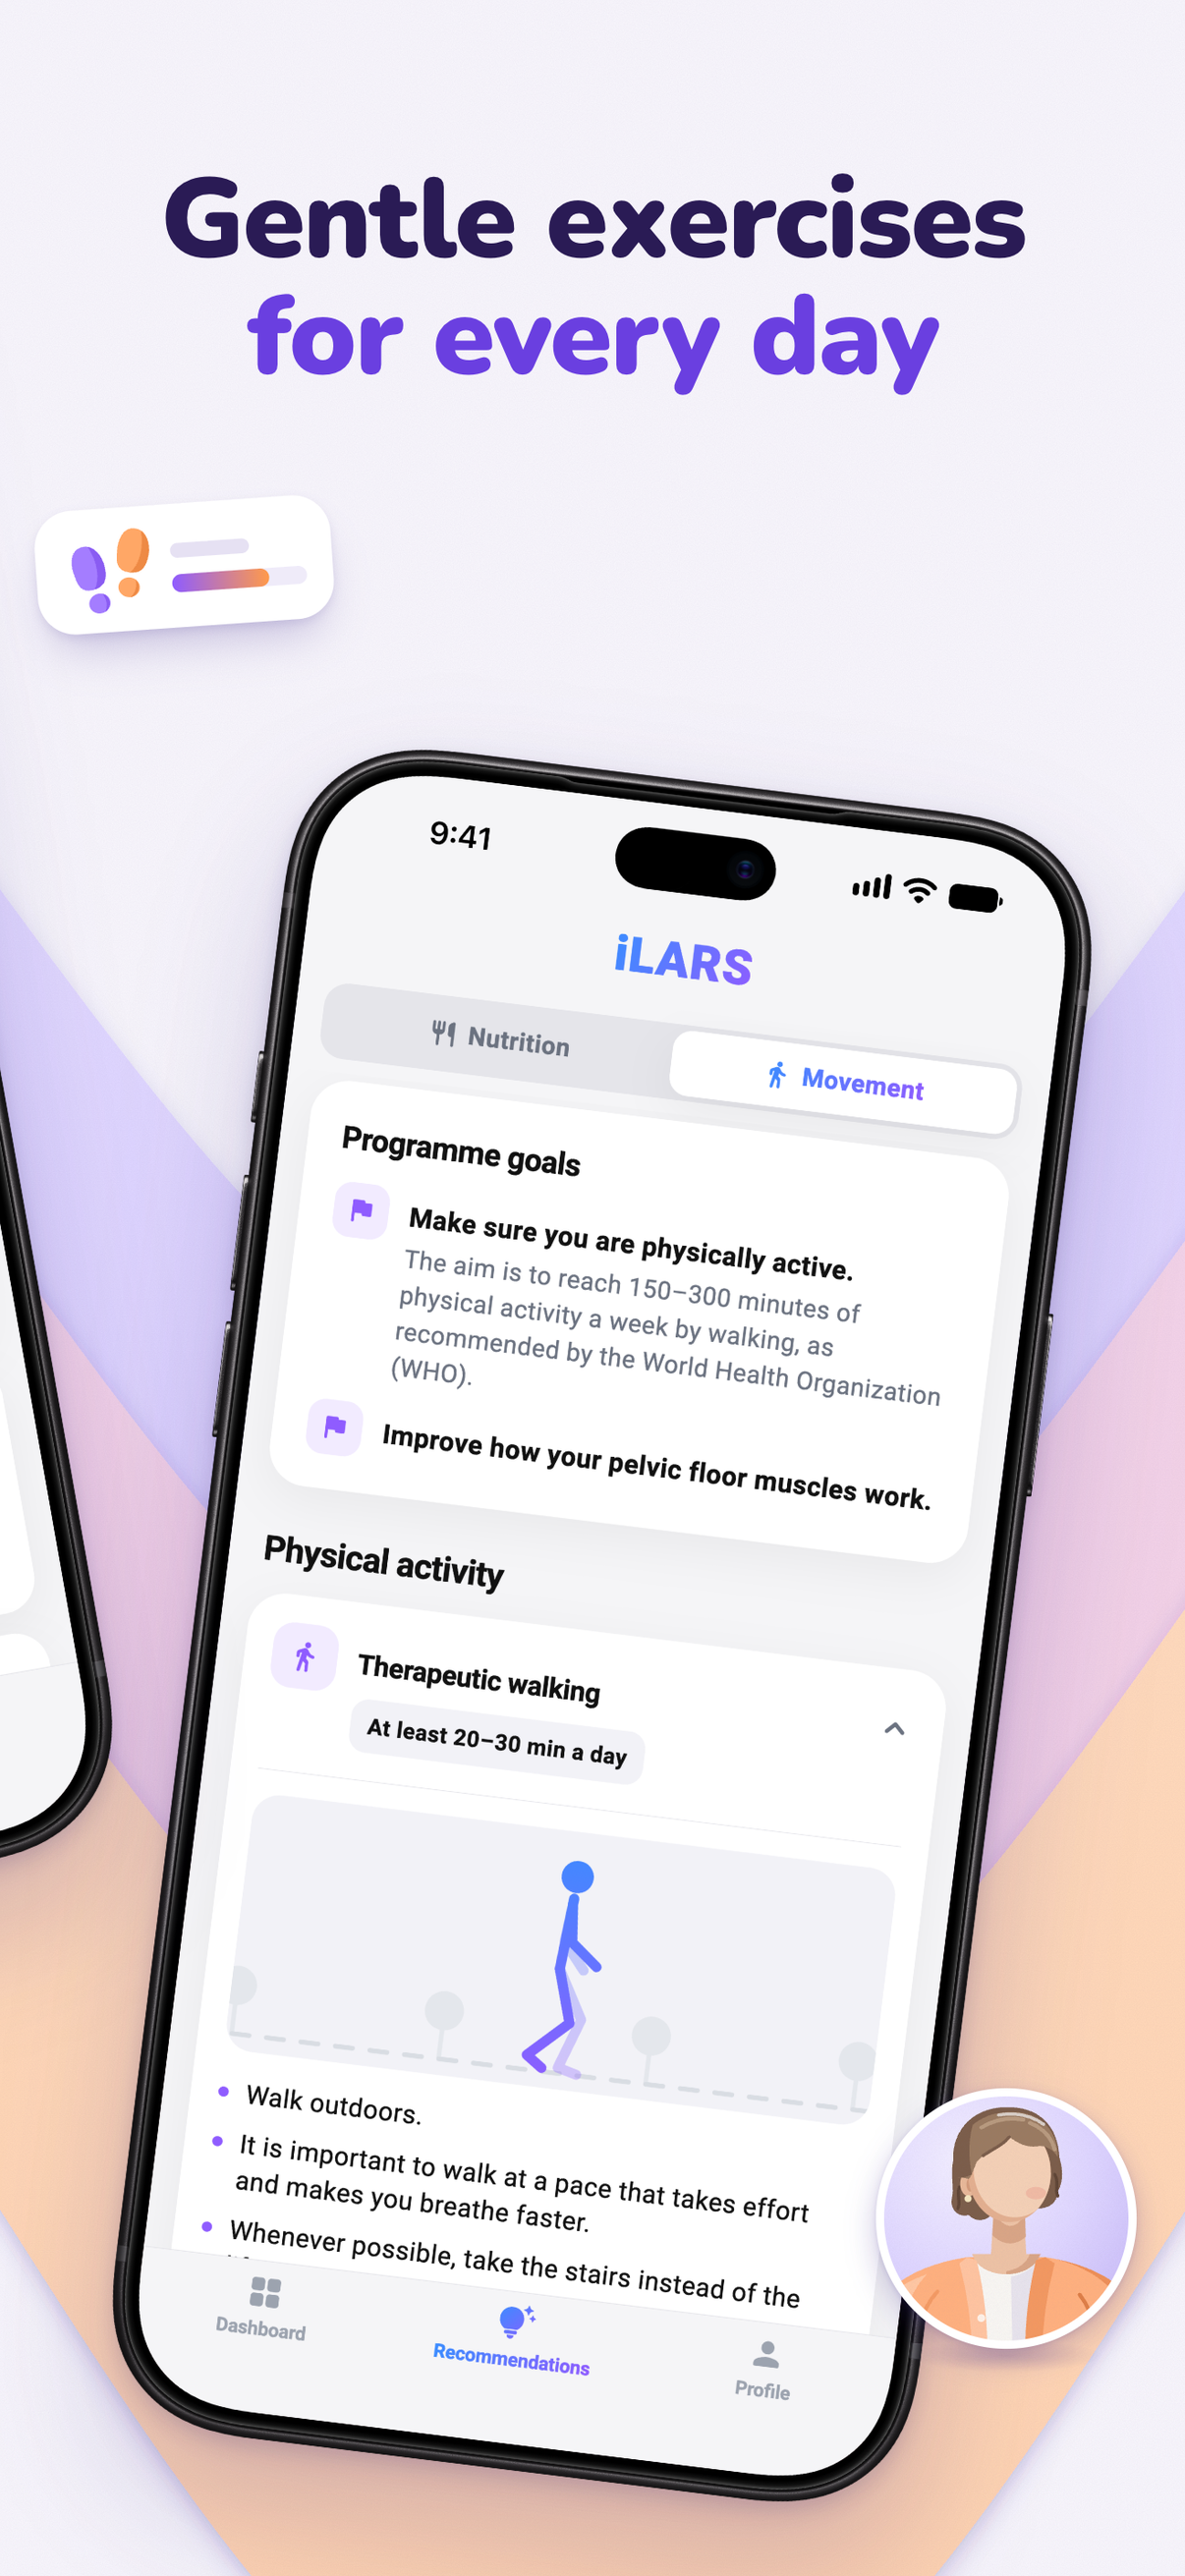 Gentle exercises
for every day
9:41
iLARS
Nutrition
Movement
Programme goals
Make sure you are physically active.
The aim is to reach 150–300 minutes of
physical activity a week by walking, as
recommended by the World Health Organization
(WHO).
Improve how your pelvic floor muscles work.
Physical activity
Therapeutic walking
At least 20–30 min a day
Walk outdoors.
It is important to walk at a pace that takes effort
and makes you breathe faster.
Whenever possible, take the stairs instead of the
Dashboard
Recommendations
Profile